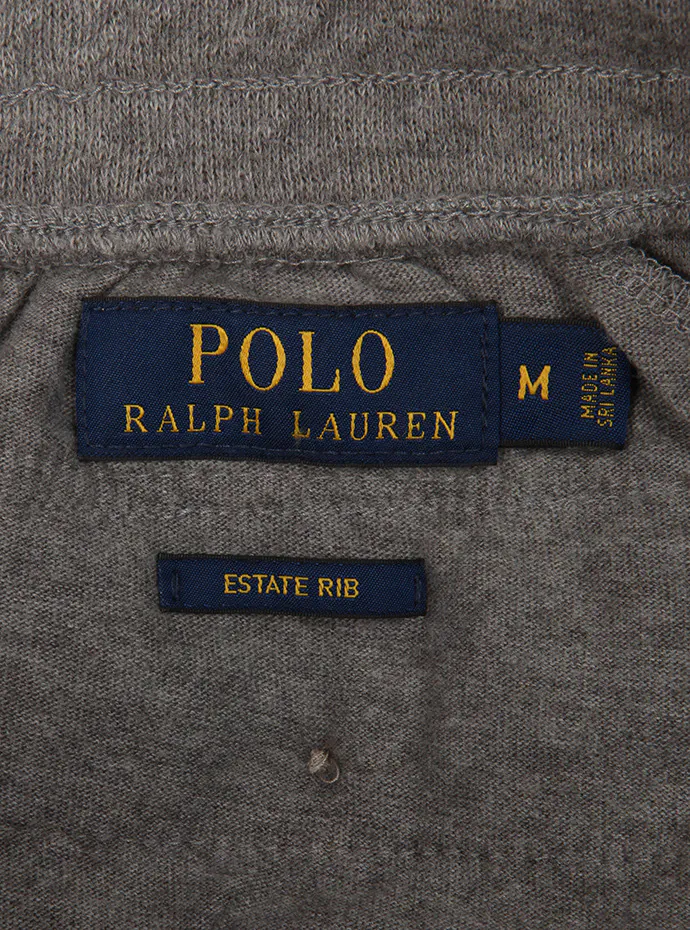 POLO
RALPH LAUREN
M
MADE IN
SRI LANKA
ESTATE RIB